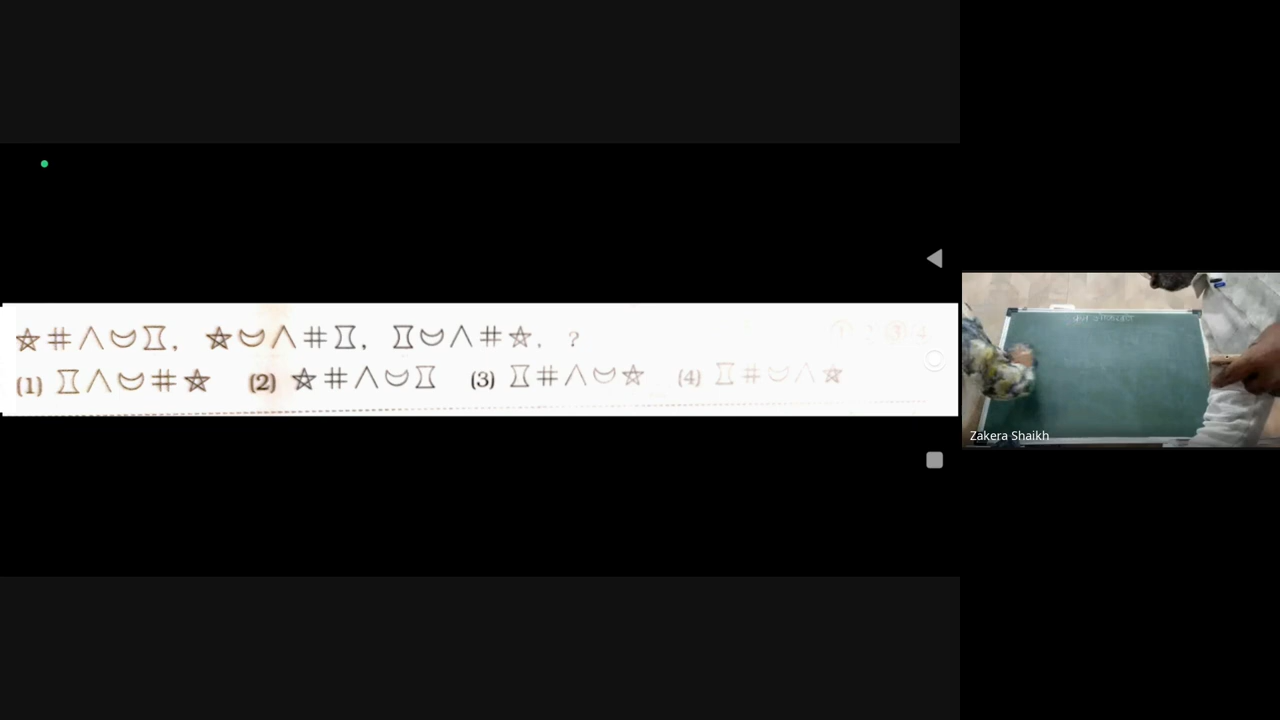 ☆ # ∧ ◡ ⌶, ☆ ◡ ∧ # ⌶, ⌶ ◡ ∧ # ☆, ?
(1) ⌶ ∧ ◡ # ☆ (2) ☆ # ∧ ◡ ⌶ (3) ⌶ # ∧ ◡ ☆ (4) ⌶ # ◡ ∧ ☆
Zakera Shaikh